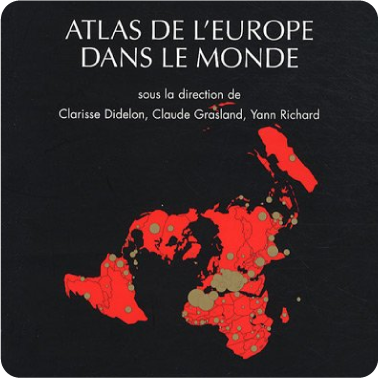 ATLAS DE L'EUROPE
DANS LE MONDE
sous la direction de
Clarisse Didelon, Claude Grasland, Yann Richard